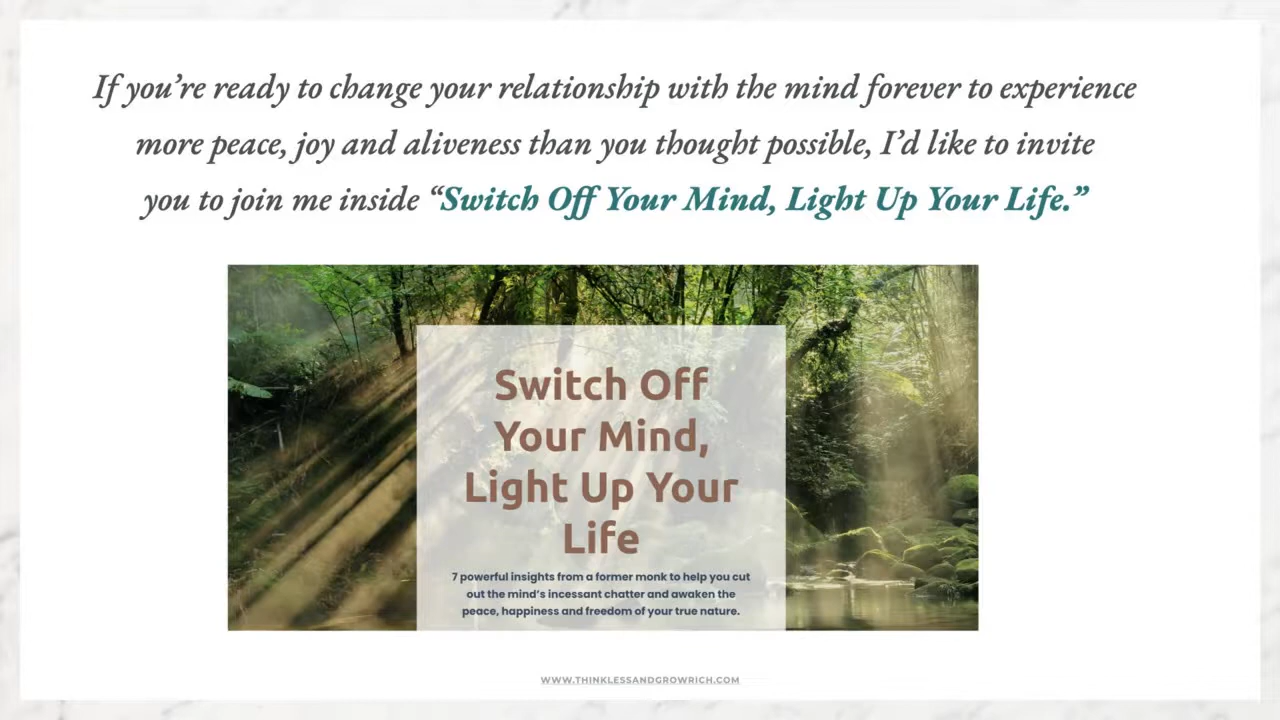 If you’re ready to change your relationship with the mind forever to experience
more peace, joy and aliveness than you thought possible, I’d like to invite
you to join me inside “Switch Off Your Mind, Light Up Your Life.”
Switch Off
Your Mind,
Light Up Your
Life
7 powerful insights from a former monk to help you cut
out the mind’s incessant chatter and awaken the
peace, happiness and freedom of your true nature.
WWW.THINKLESSANDGROWRICH.COM